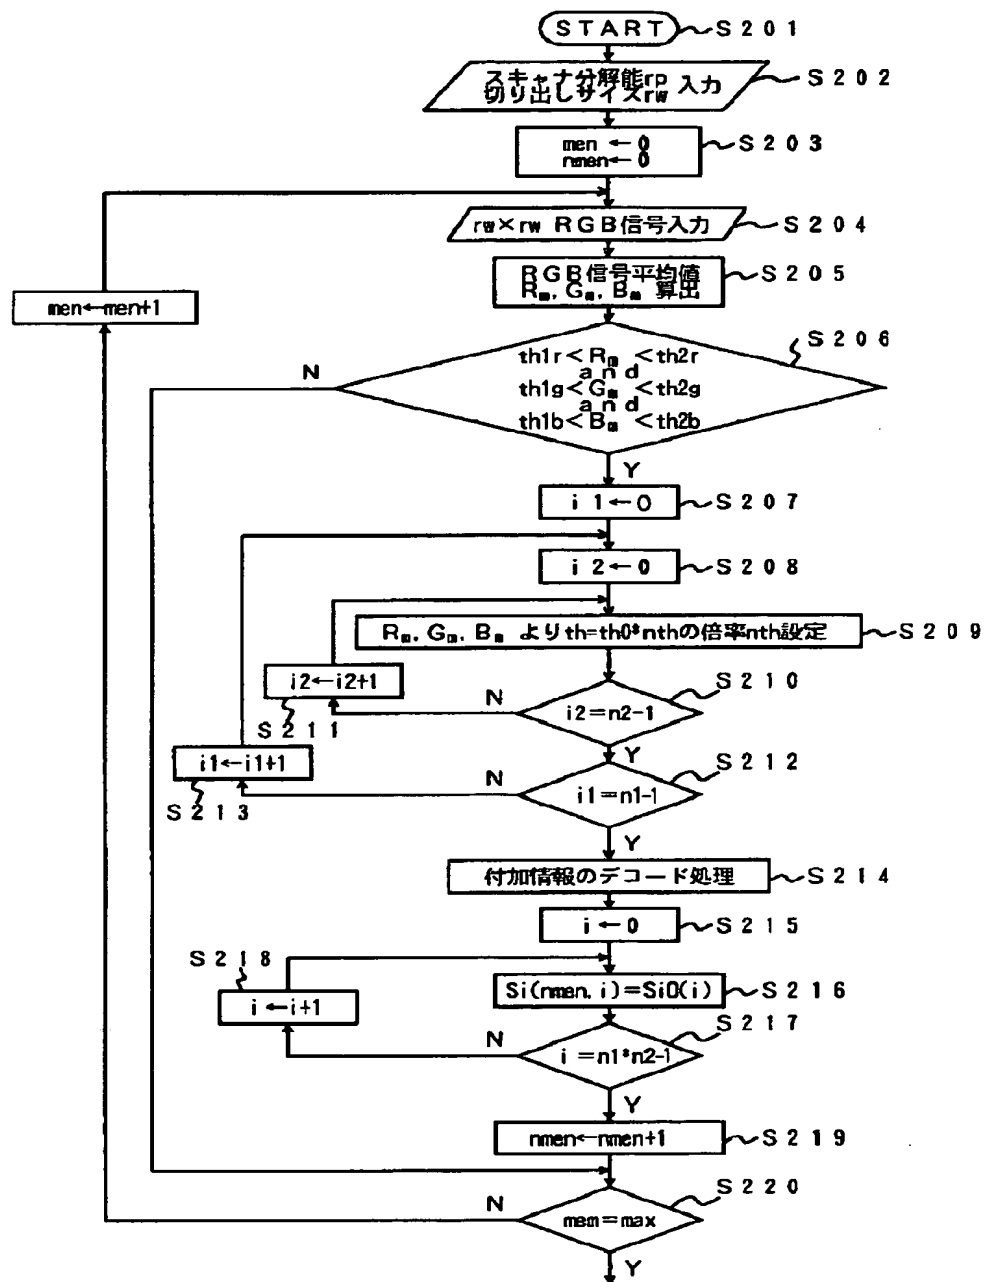 START
S201
スキャナ分解能rp
切り出しサイズrw
入力
S202
men ← 0
nmen← 0
S203
rw×rw RGB信号入力
S204
RGB信号平均値
Rm, Gm, Bm 算出
S205
men←men+1
S206
th1r<Rm<th2r
and
th1g<Gm<th2g
and
th1b<Bm<th2b
N
Y
i1←0
S207
i2←0
S208
Rm, Gm, Bm よりth=th0*nthの倍率nth設定
S209
i2←i2+1
S211
S210
i2=n2-1
N
Y
i1←i1+1
S213
S212
i1=n1-1
N
Y
付加情報のデコード処理
S214
i←0
S215
S218
i←i+1
Si(nmen, i)=Si0(i)
S216
S217
i=n1*n2-1
N
Y
nmen←nmen+1
S219
S220
mem=max
N
Y